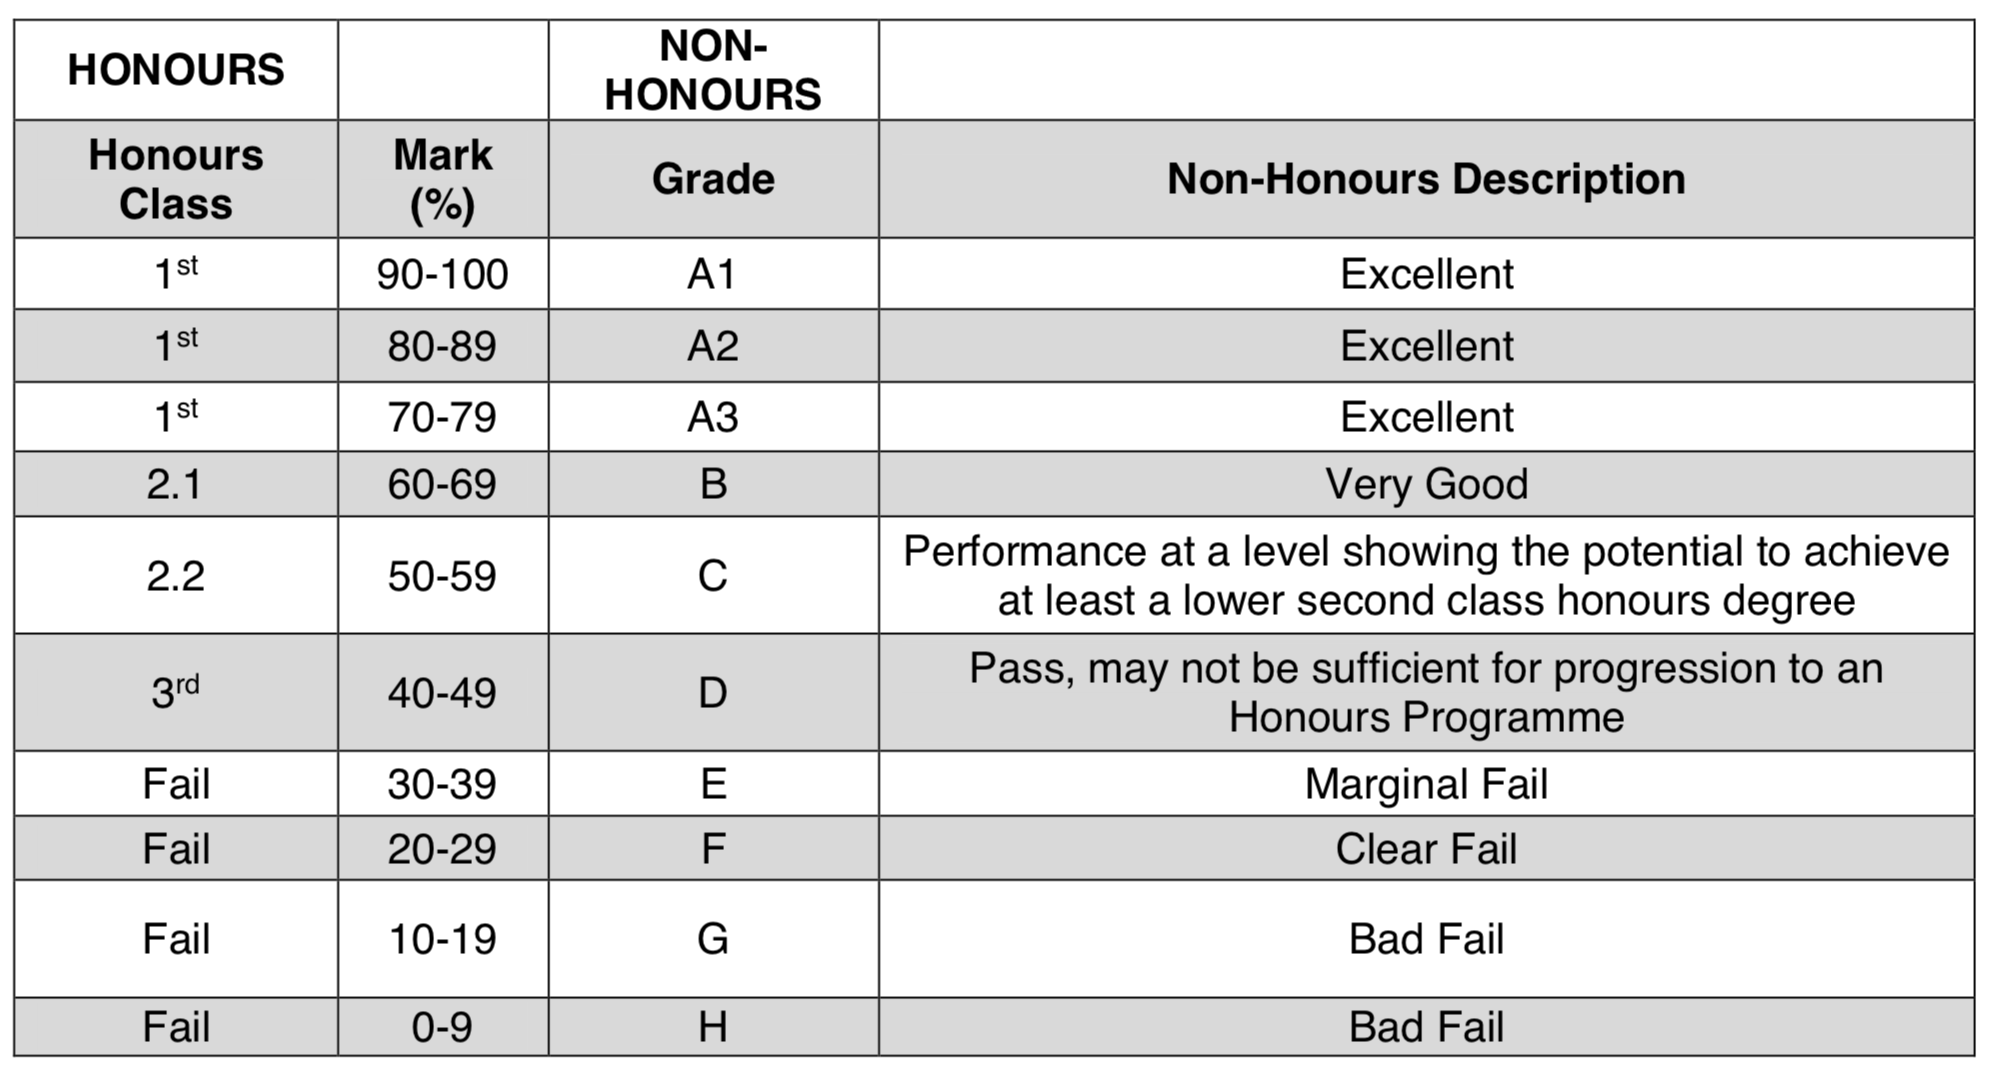 HONOURS
NON-
HONOURS
Honours
Class
Mark
(%)
Grade
Non-Honours Description
1st 90-100 A1 Excellent
1st 80-89 A2 Excellent
1st 70-79 A3 Excellent
2.1 60-69 B Very Good
2.2 50-59 C Performance at a level showing the potential to achieve
at least a lower second class honours degree
3rd 40-49 D Pass, may not be sufficient for progression to an
Honours Programme
Fail 30-39 E Marginal Fail
Fail 20-29 F Clear Fail
Fail 10-19 G Bad Fail
Fail 0-9 H Bad Fail